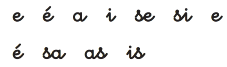 e é a i se si e
é sa as is